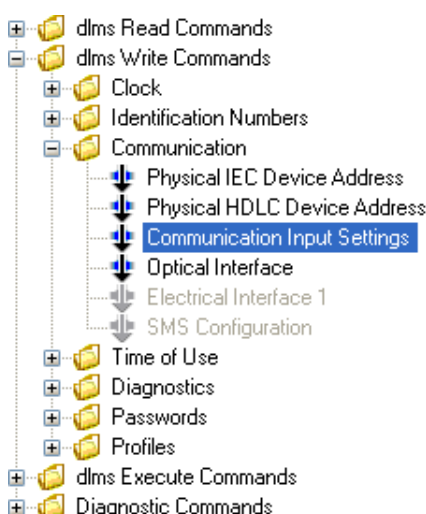 dlms Read Commands
dlms Write Commands
Clock
Identification Numbers
Communication
Physical IEC Device Address
Physical HDLC Device Address
Communication Input Settings
Optical Interface
Electrical Interface 1
SMS Configuration
Time of Use
Diagnostics
Passwords
Profiles
dlms Execute Commands
Diagnostic Commands